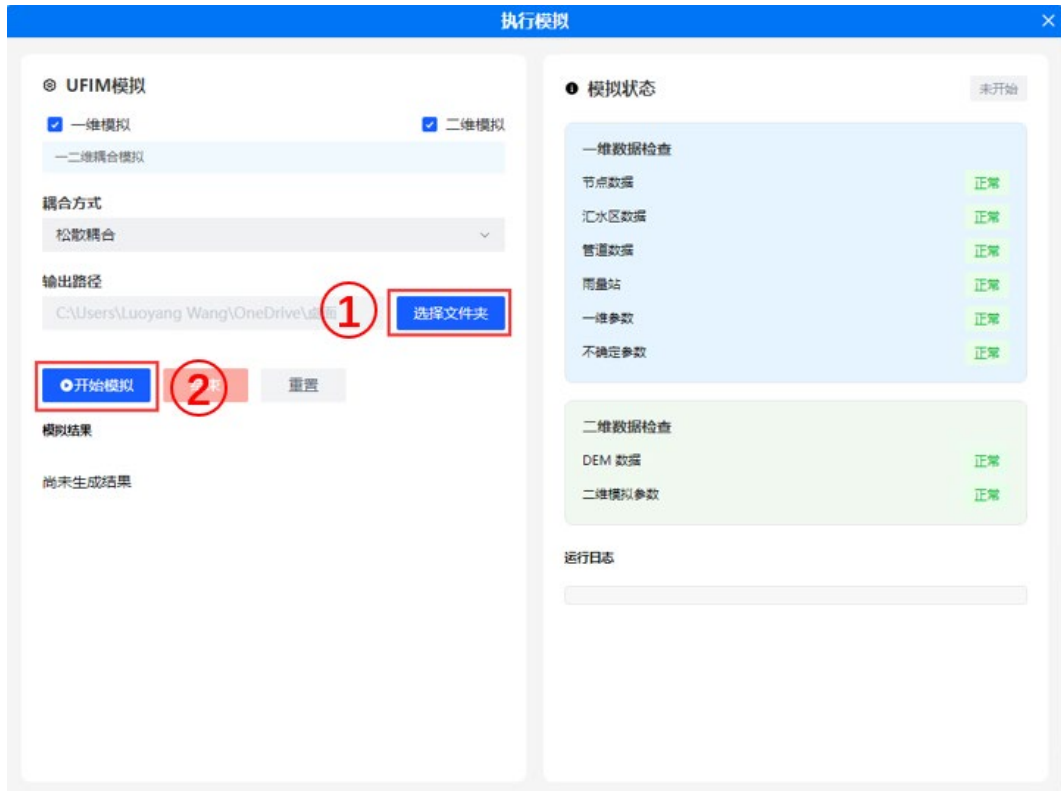 执行模拟
UFIM模拟
一维模拟
二维模拟
一二维耦合模拟
耦合方式
松散耦合
输出路径
C:\Users\Luoyang Wang\OneDrive\桌面
①
选择文件夹
开始模拟
②
重置
模拟结果
尚未生成结果
模拟状态
未开始
一维数据检查
节点数据 正常
汇水区数据 正常
管道数据 正常
雨量站 正常
一维参数 正常
不确定参数 正常
二维数据检查
DEM 数据 正常
二维模拟参数 正常
运行日志